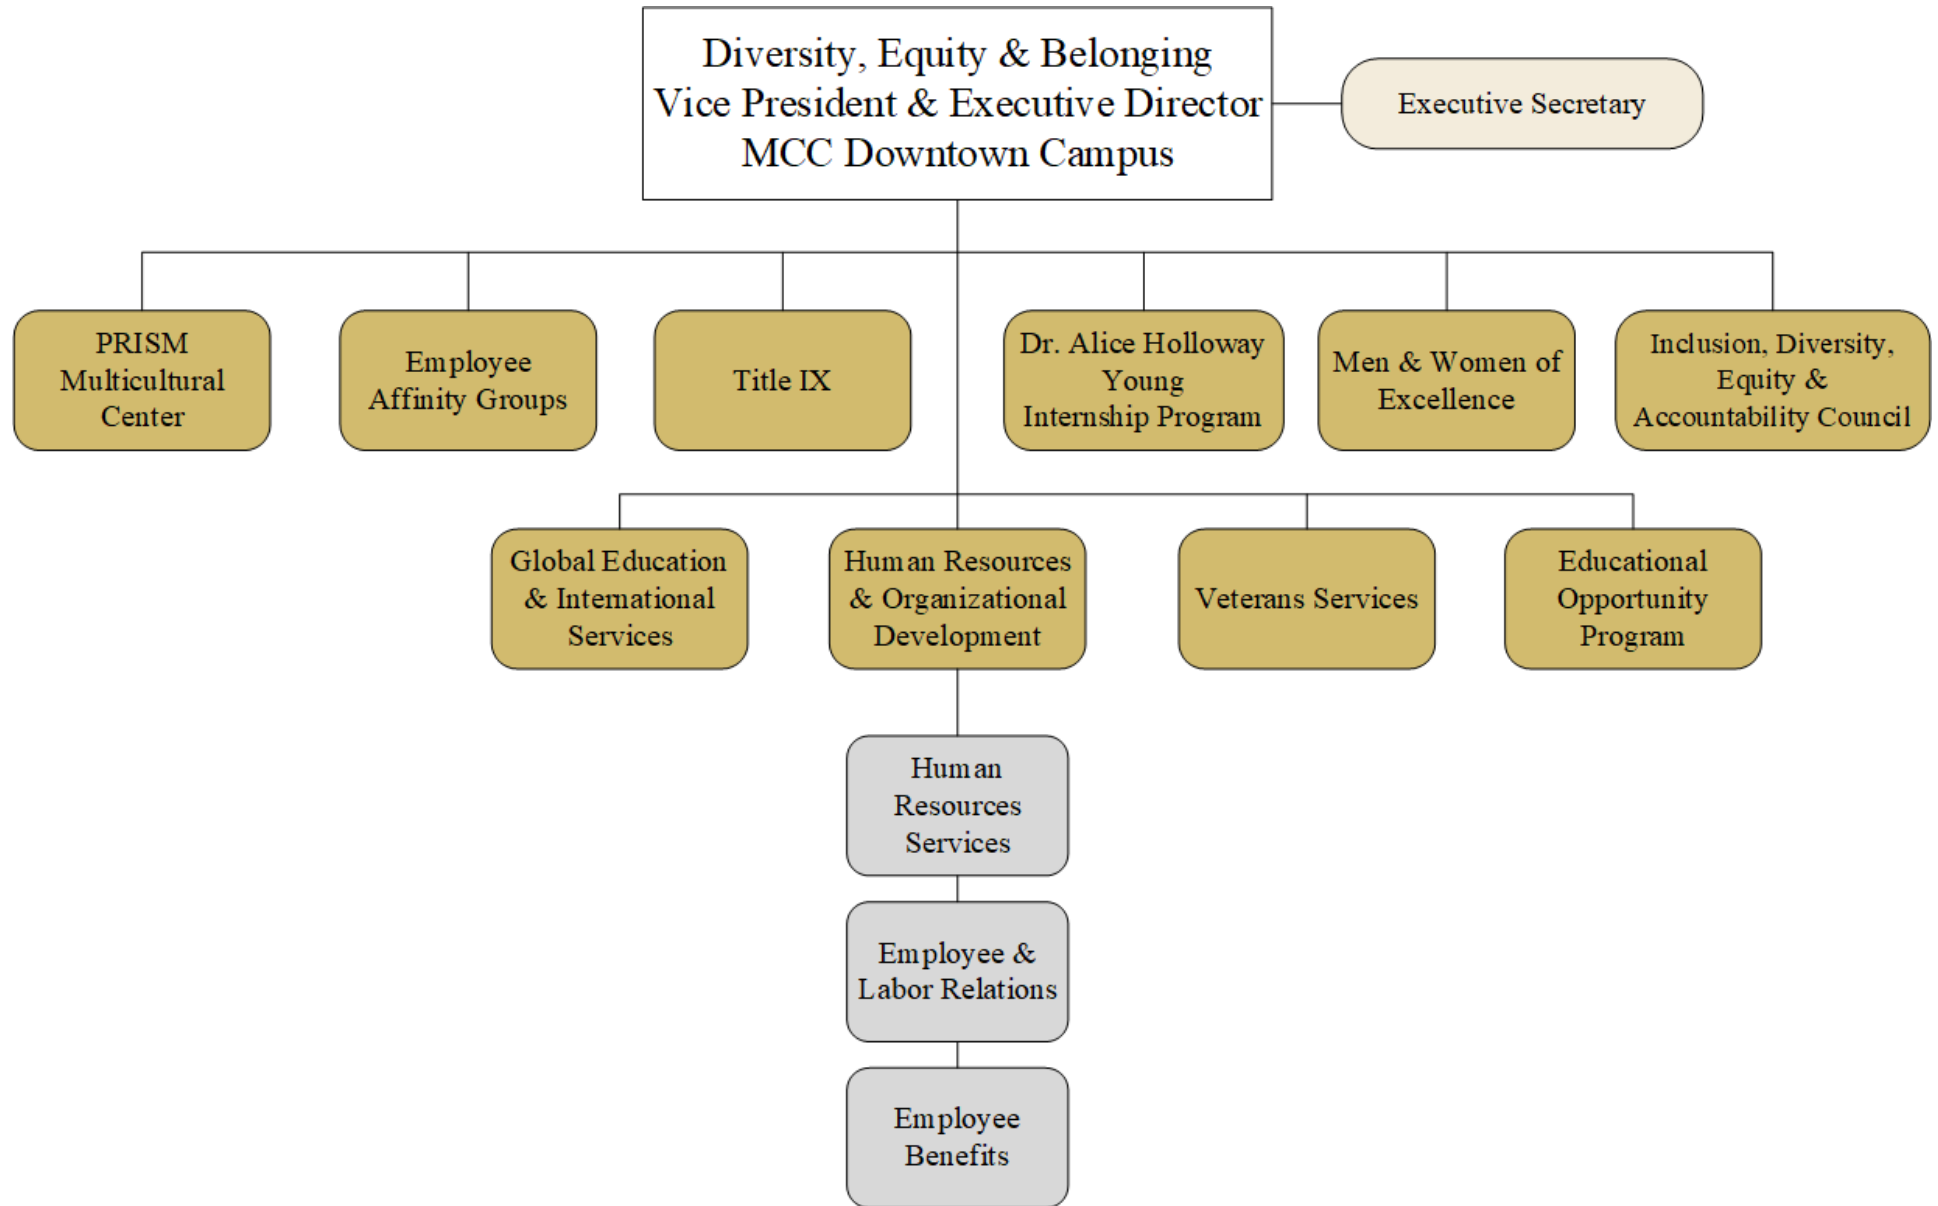 Diversity, Equity & Belonging
Vice President & Executive Director
MCC Downtown Campus
Executive Secretary
PRISM
Multicultural
Center
Employee
Affinity Groups
Title IX
Dr. Alice Holloway
Young
Internship Program
Men & Women of
Excellence
Inclusion, Diversity,
Equity &
Accountability Council
Global Education
& International
Services
Human Resources
& Organizational
Development
Veterans Services
Educational
Opportunity
Program
Human
Resources
Services
Employee &
Labor Relations
Employee
Benefits